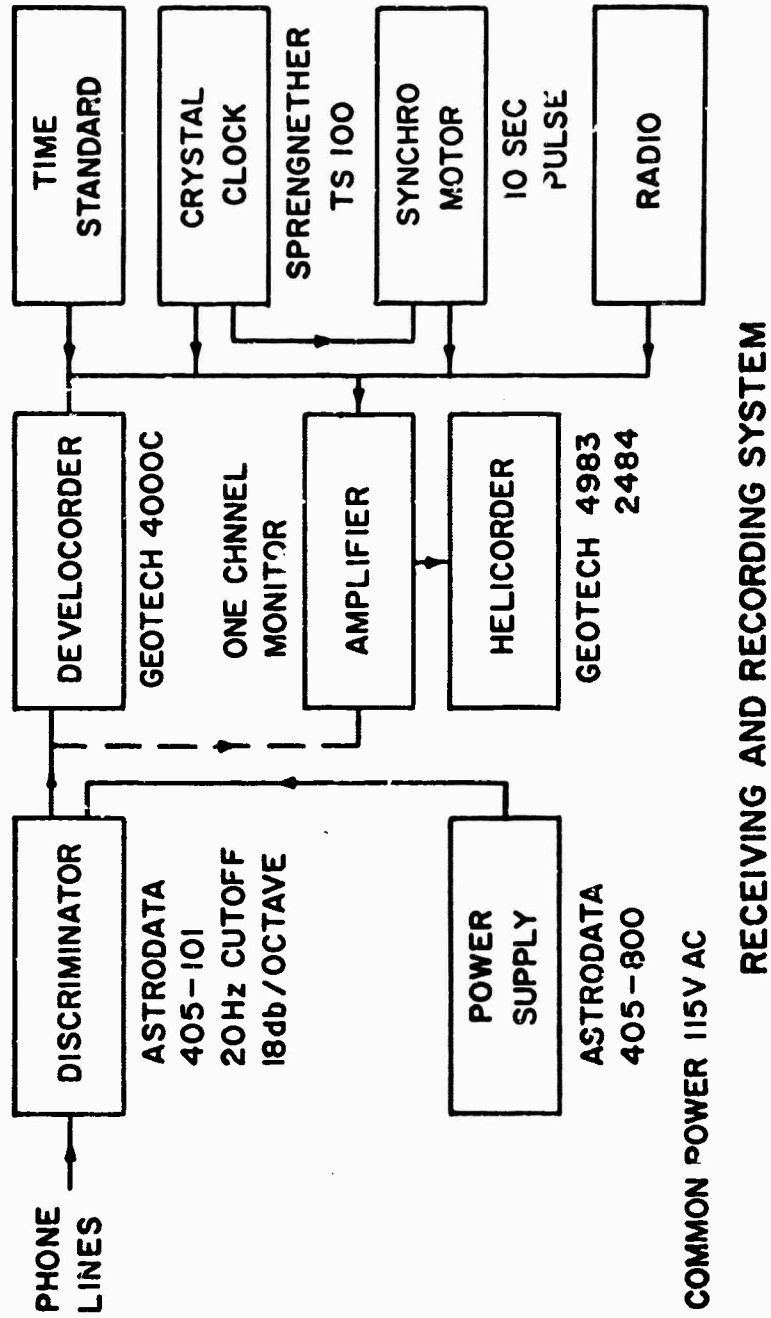 PHONE
LINES
DISCRIMINATOR
ASTRODATA
405-101
20Hz CUTOFF
18db/OCTAVE
POWER
SUPPLY
ASTRODATA
405-800
COMMON POWER 115V AC
DEVELOCORDER
GEOTECH 4000C
ONE CHNNEL
MONITOR
AMPLIFIER
HELICORDER
GEOTECH 4983
2484
TIME
STANDARD
CRYSTAL
CLOCK
SPRENGNETHER
TS 100
SYNCHRO
MOTOR
10 SEC
PULSE
RADIO
RECEIVING AND RECORDING SYSTEM